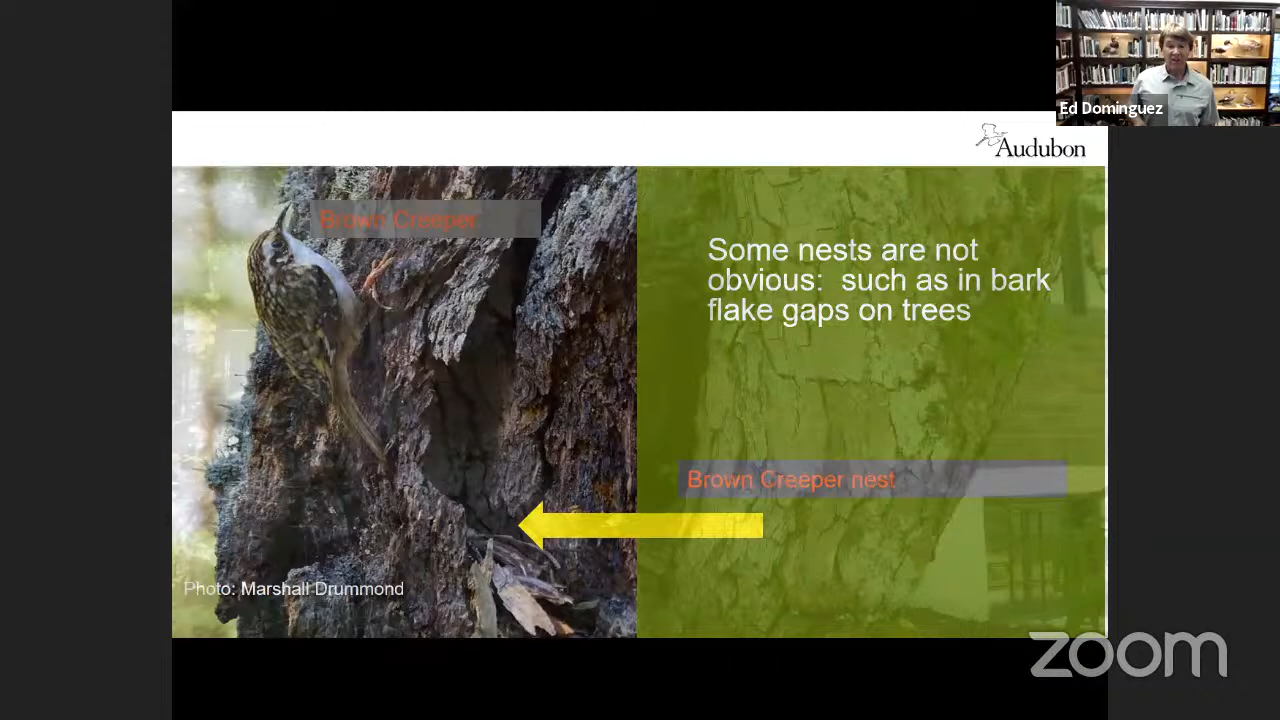 Ed Dominguez
Audubon
Brown Creeper
Some nests are not
obvious:  such as in bark
flake gaps on trees
Brown Creeper nest
Photo: Marshall Drummond
zoom